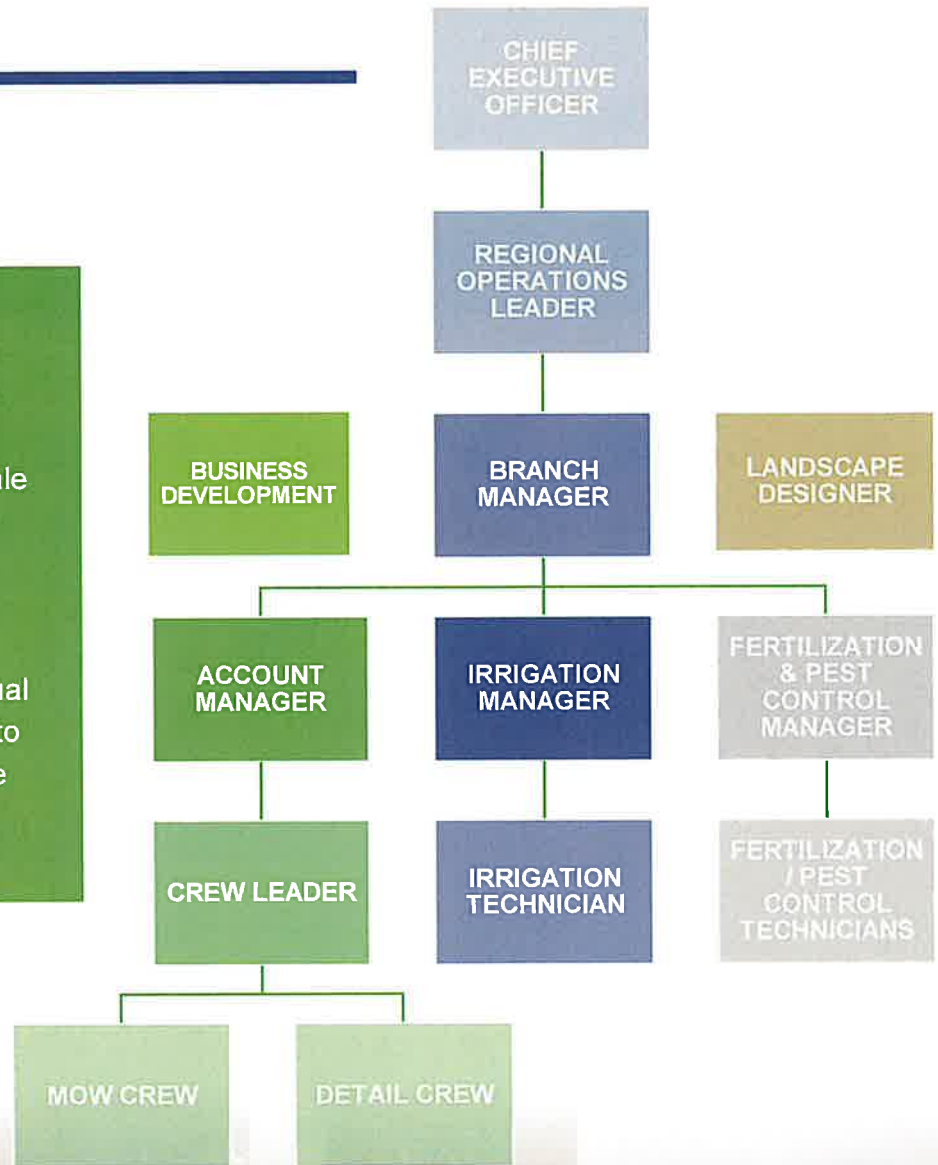 CHIEF
EXECUTIVE
OFFICER
REGIONAL
OPERATIONS
LEADER
BUSINESS
DEVELOPMENT
BRANCH
MANAGER
LANDSCAPE
DESIGNER
to
ACCOUNT
MANAGER
IRRIGATION
MANAGER
FERTILIZATION
& PEST
CONTROL
MANAGER
CREW LEADER
IRRIGATION
TECHNICIAN
FERTILIZATION
/ PEST
CONTROL
TECHNICIANS
MOW CREW
DETAIL CREW